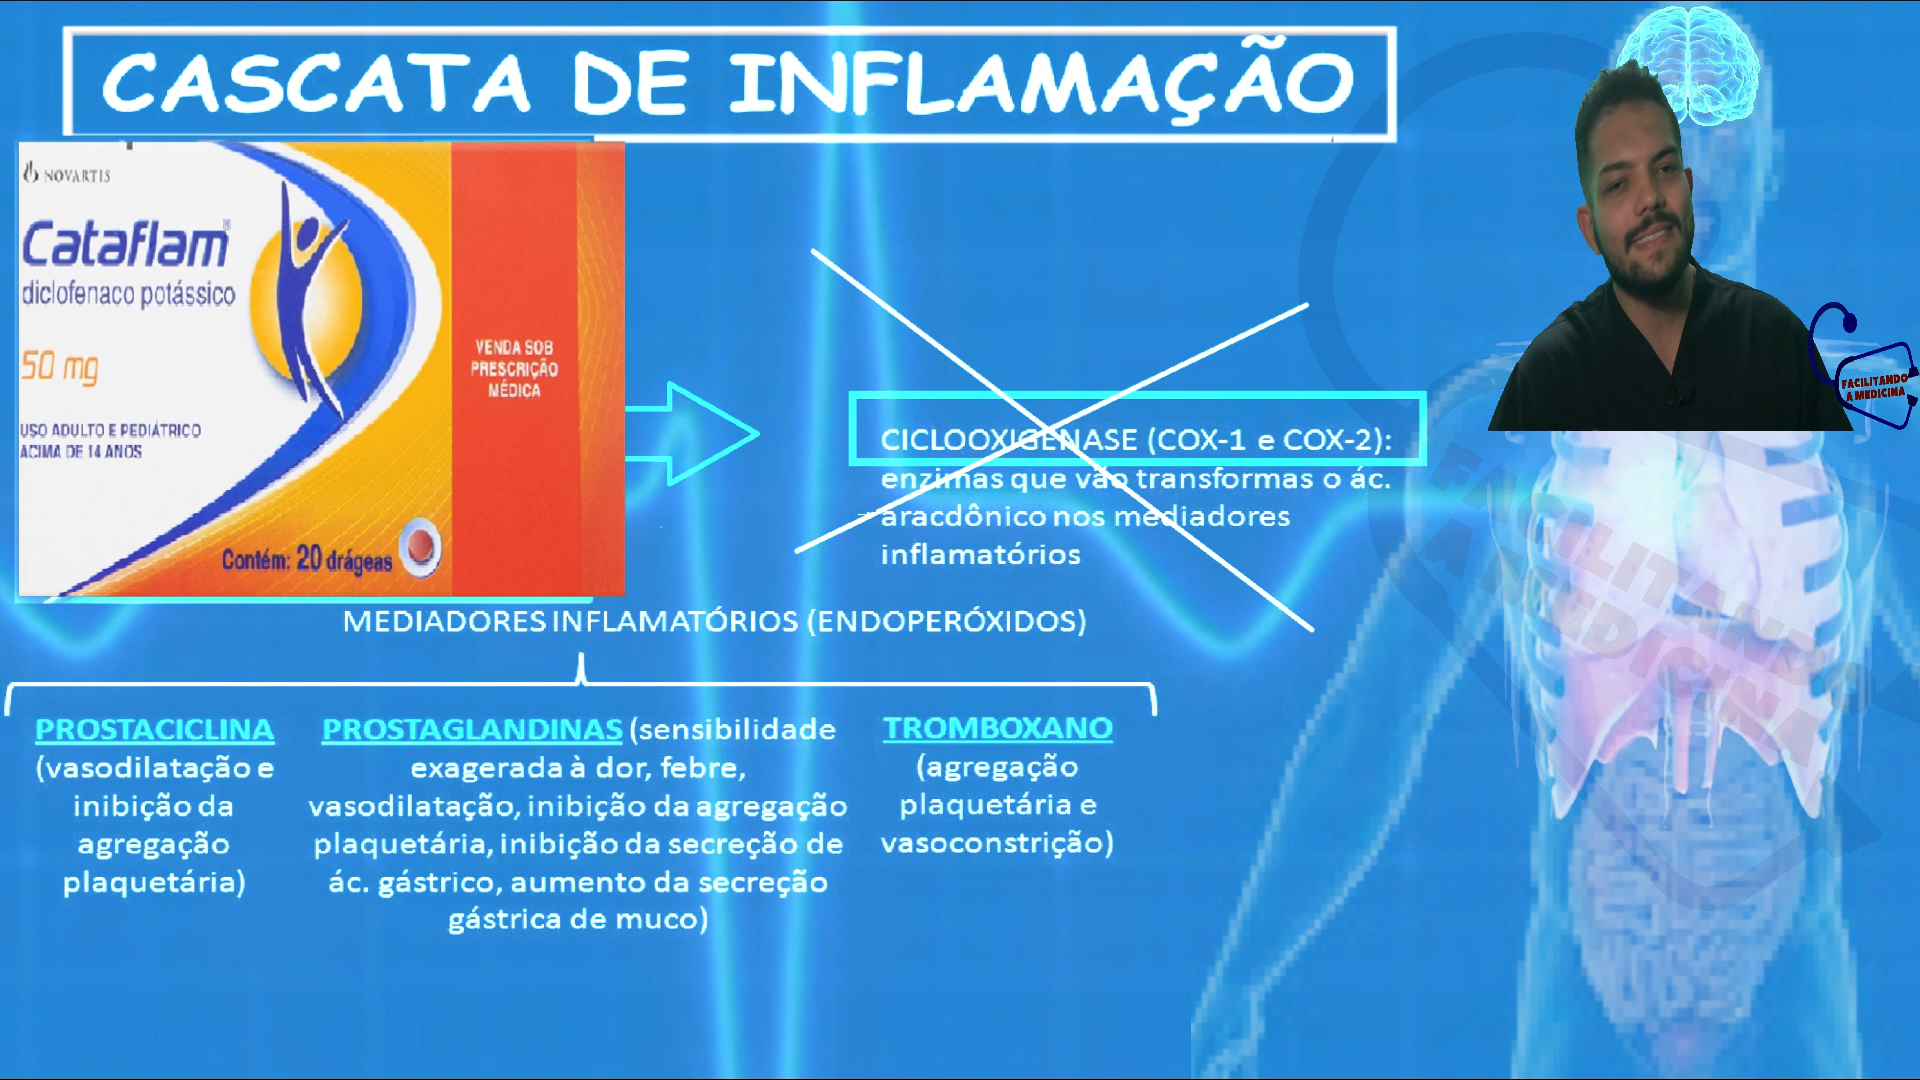 CASCATA DE INFLAMAÇÃO
NOVARTIS
Cataflam®
diclofenaco potássico
50 mg
USO ADULTO E PEDIÁTRICO
ACIMA DE 14 ANOS
Contém: 20 drágeas
VENDA SOB
PRESCRIÇÃO
MÉDICA
CICLOOXIGENASE (COX-1 e COX-2):
enzimas que vão transformas o ác.
aracdônico nos mediadores
inflamatórios
MEDIADORES INFLAMATÓRIOS (ENDOPERÓXIDOS)
PROSTACICLINA
(vasodilatação e
inibição da
agregação
plaquetária)
PROSTAGLANDINAS (sensibilidade
exagerada à dor, febre,
vasodilatação, inibição da agregação
plaquetária, inibição da secreção de
ác. gástrico, aumento da secreção
gástrica de muco)
TROMBOXANO
(agregação
plaquetária e
vasoconstrição)
FACILITANDO
A MEDICINA
FACILITANDO
A MEDICINA